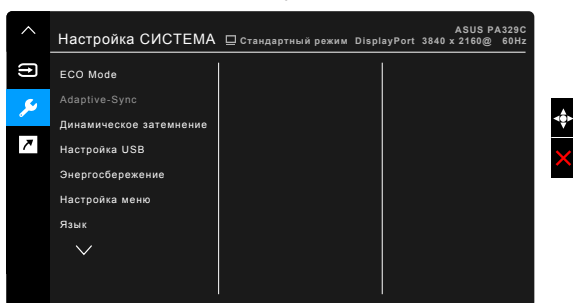 ASUS PA329C
Настройка СИСТЕМА Стандартный режим DisplayPort 3840 x 2160@ 60Hz
ECO Mode
Adaptive-Sync
Динамическое затемнение
Настройка USB
Энергосбережение
Настройка меню
Язык